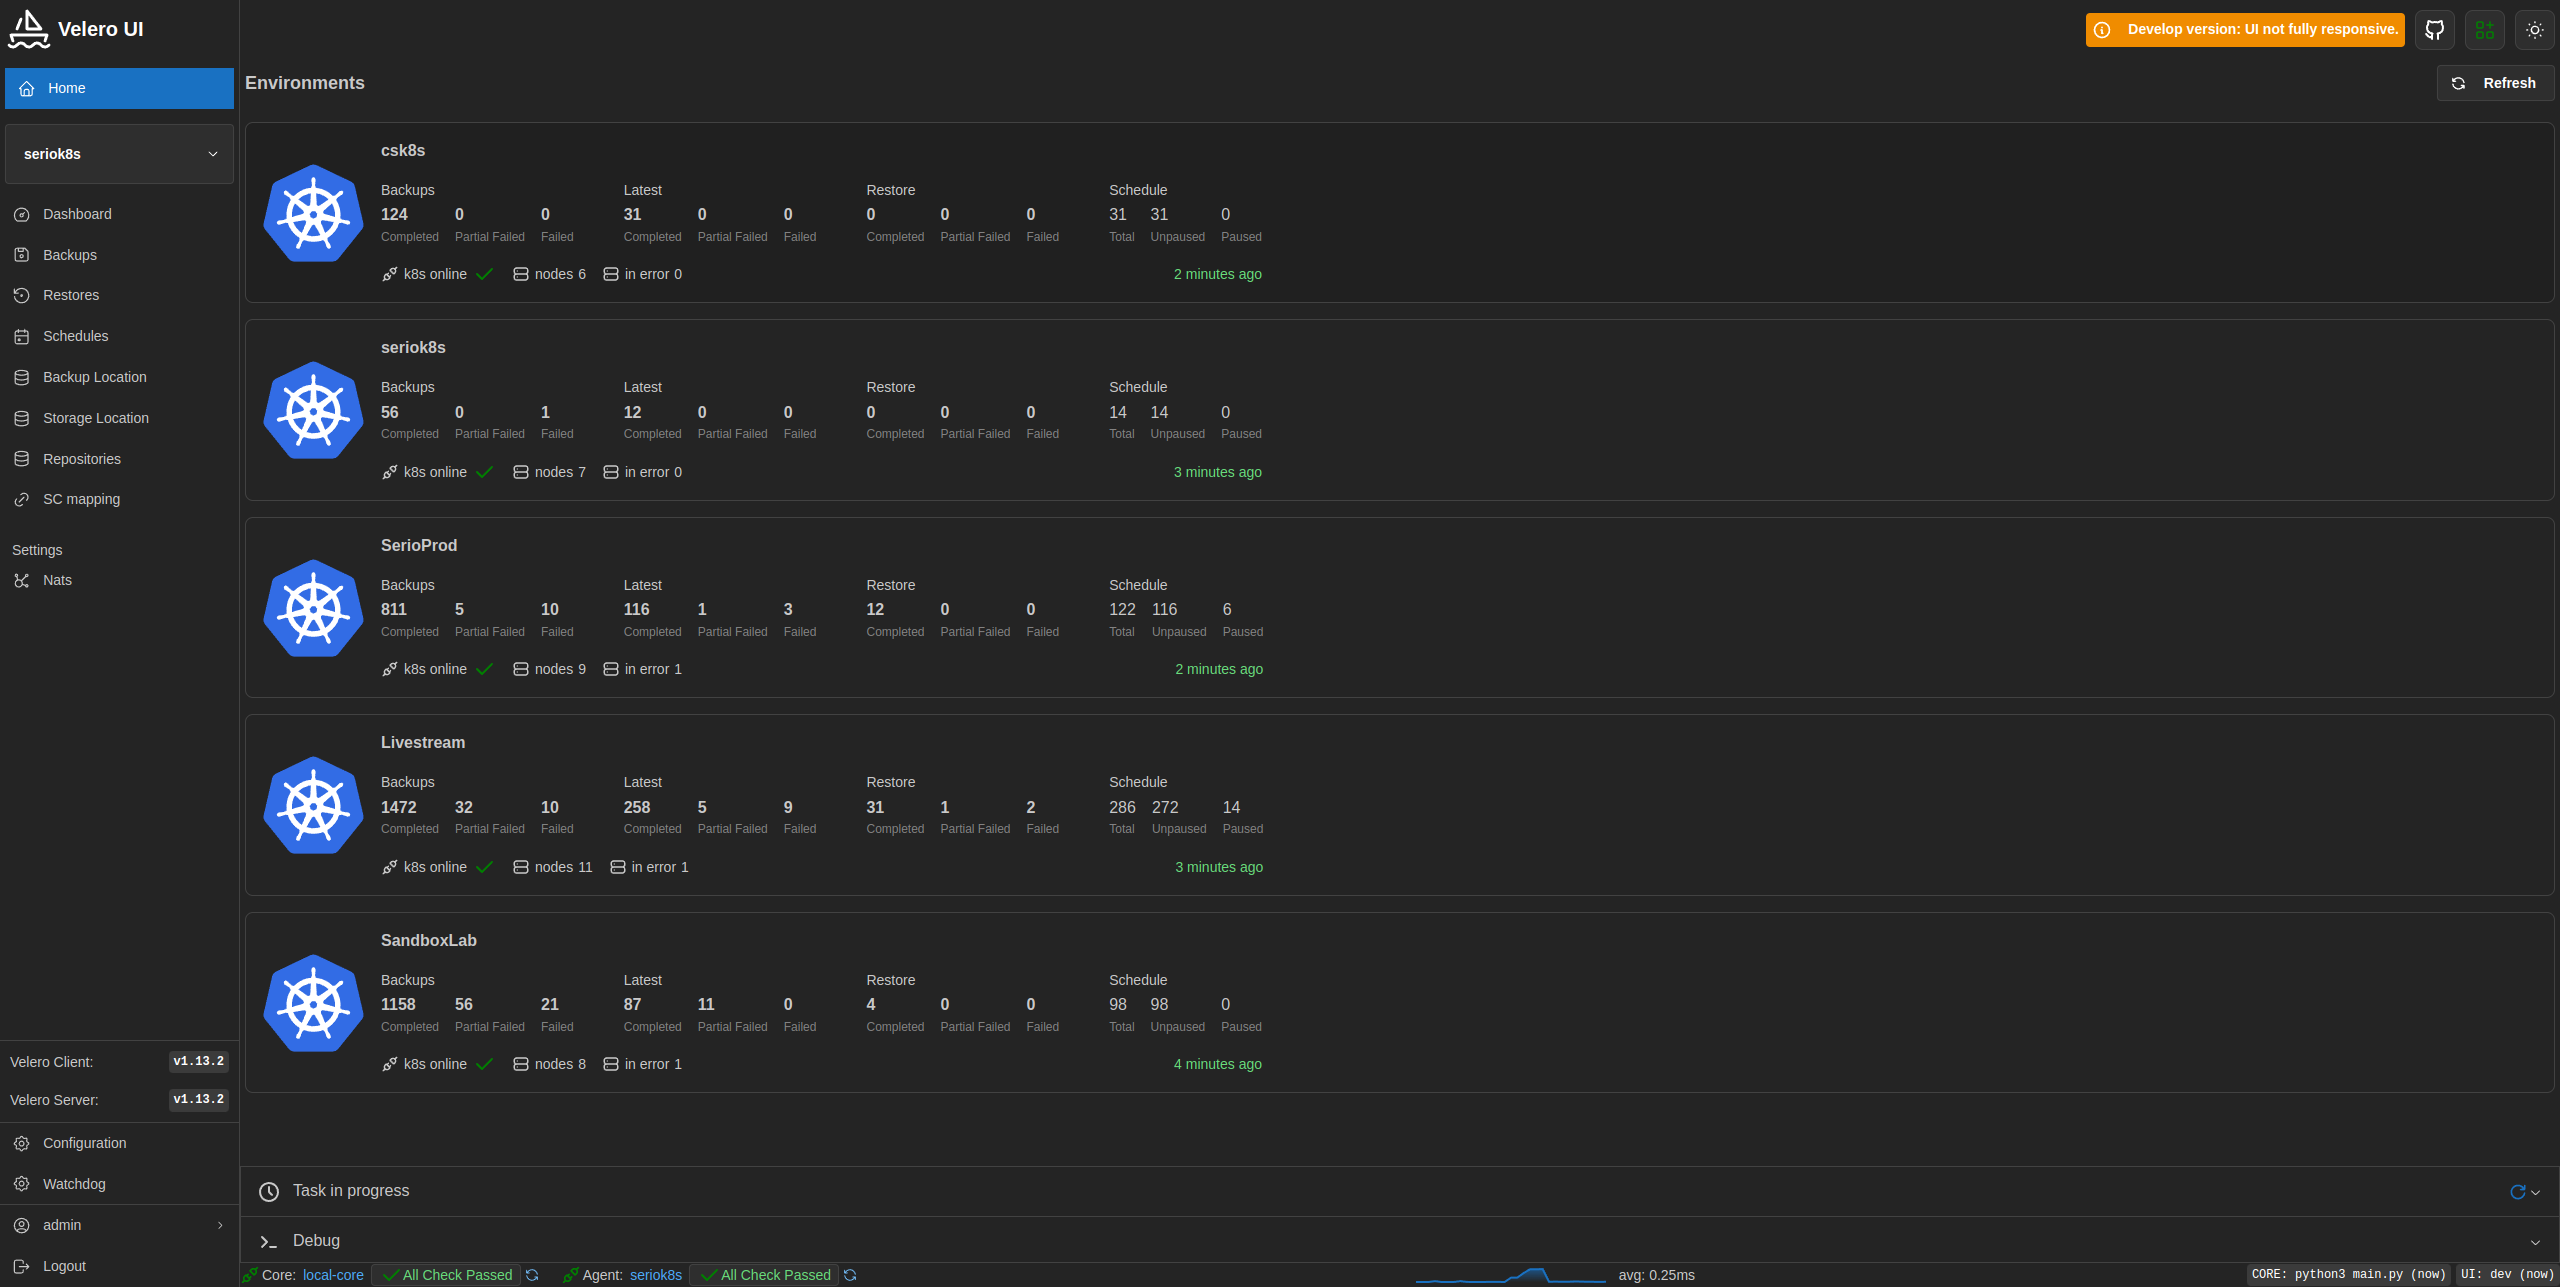 Velero UI
Develop version: UI not fully responsive.
Home
Environments
Refresh
seriok8s
Dashboard
Backups
Restores
Schedules
Backup Location
Storage Location
Repositories
SC mapping
Settings
Nats
Velero Client: v1.13.2
Velero Server: v1.13.2
Configuration
Watchdog
admin
Logout
csk8s
Backups Latest Restore Schedule
124 0 0 31 0 0 0 0 0 31 31 0
Completed Partial Failed Failed Completed Partial Failed Failed Completed Partial Failed Failed Total Unpaused Paused
k8s online nodes 6 in error 0 2 minutes ago
seriok8s
Backups Latest Restore Schedule
56 0 1 12 0 0 0 0 0 14 14 0
Completed Partial Failed Failed Completed Partial Failed Failed Completed Partial Failed Failed Total Unpaused Paused
k8s online nodes 7 in error 0 3 minutes ago
SerioProd
Backups Latest Restore Schedule
811 5 10 116 1 3 12 0 0 122 116 6
Completed Partial Failed Failed Completed Partial Failed Failed Completed Partial Failed Failed Total Unpaused Paused
k8s online nodes 9 in error 1 2 minutes ago
Livestream
Backups Latest Restore Schedule
1472 32 10 258 5 9 31 1 2 286 272 14
Completed Partial Failed Failed Completed Partial Failed Failed Completed Partial Failed Failed Total Unpaused Paused
k8s online nodes 11 in error 1 3 minutes ago
SandboxLab
Backups Latest Restore Schedule
1158 56 21 87 11 0 4 0 0 98 98 0
Completed Partial Failed Failed Completed Partial Failed Failed Completed Partial Failed Failed Total Unpaused Paused
k8s online nodes 8 in error 1 4 minutes ago
Task in progress
Debug
Core: local-core All Check Passed Agent: seriok8s All Check Passed avg: 0.25ms CORE: python3 main.py (now) UI: dev (now)